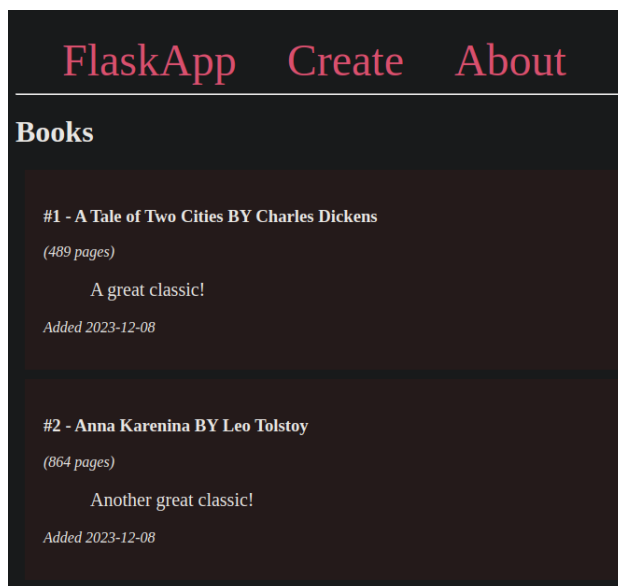 FlaskApp Create About
Books
#1 - A Tale of Two Cities BY Charles Dickens
(489 pages)
A great classic!
Added 2023-12-08
#2 - Anna Karenina BY Leo Tolstoy
(864 pages)
Another great classic!
Added 2023-12-08